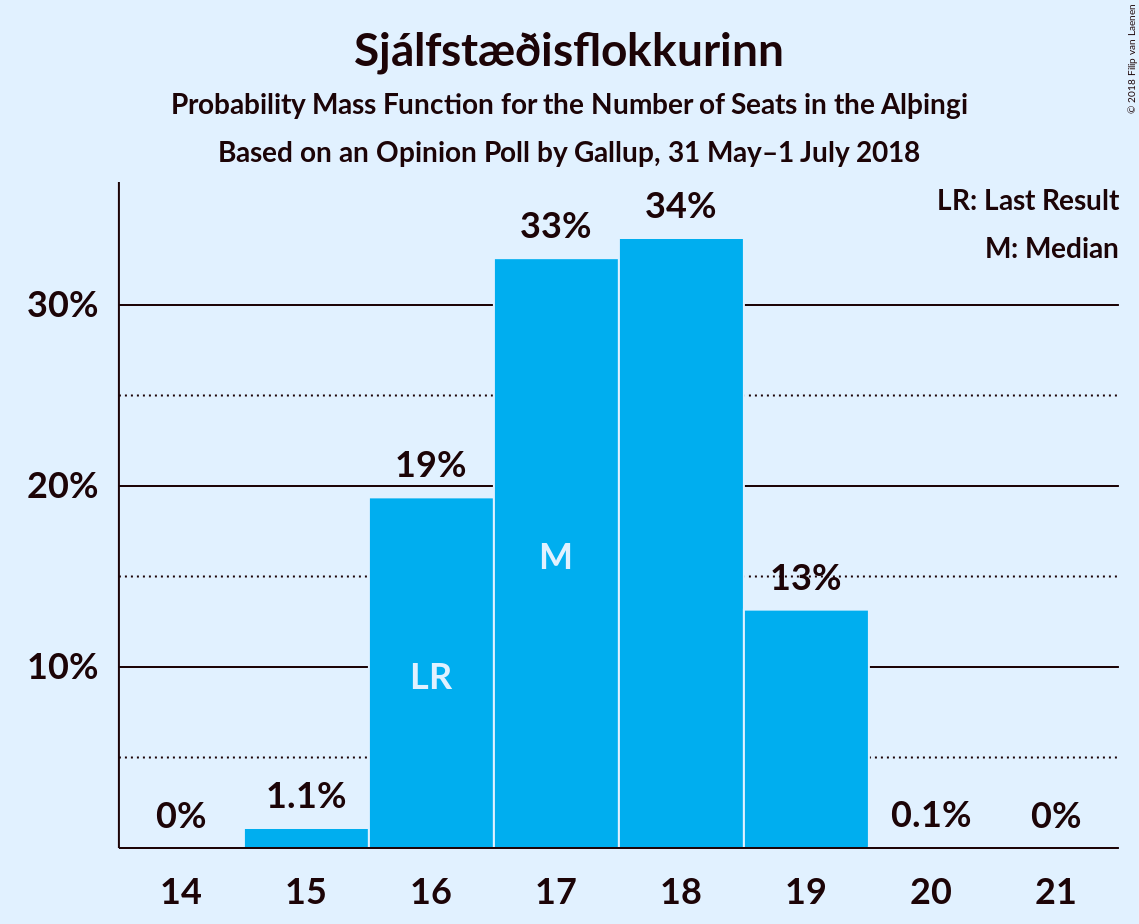 Sjálfstæðisflokkurinn
Probability Mass Function for the Number of Seats in the Alþingi
Based on an Opinion Poll by Gallup, 31 May–1 July 2018
© 2018 Filip van Laenen
LR: Last Result
M: Median
30%
20%
10%
0%
1.1%
19%
33%
34%
13%
0.1%
0%
LR
M
14 15 16 17 18 19 20 21